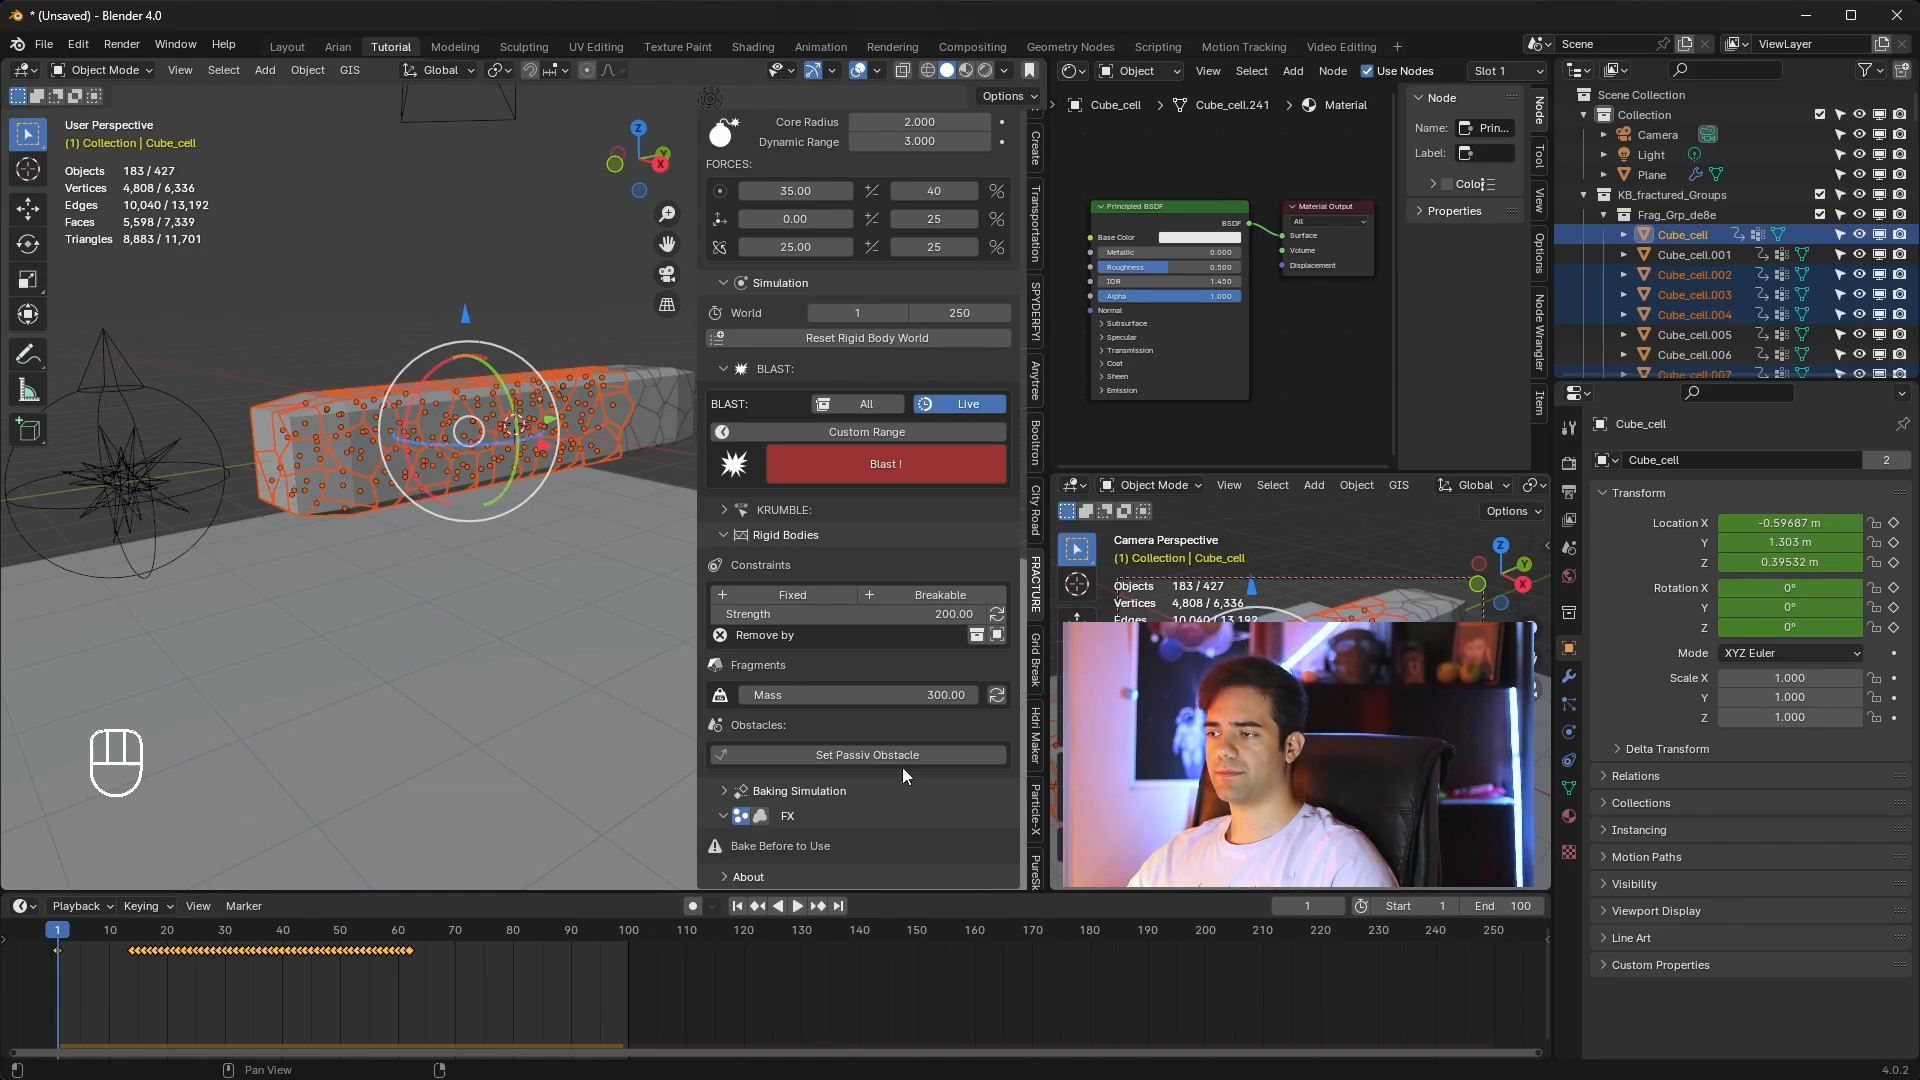 * (Unsaved) - Blender 4.0
File Edit Render Window Help
Layout Arian Tutorial Modeling Sculpting UV Editing Texture Paint Shading Animation Rendering Compositing Geometry Nodes Scripting Motion Tracking Video Editing +
Scene
ViewLayer
Object Mode View Select Add Object GIS Global
Options
User Perspective
(1) Collection | Cube_cell
Objects 183 / 427
Vertices 4,808 / 6,336
Edges 10,040 / 13,192
Faces 5,598 / 7,339
Triangles 8,883 / 11,701
Z
X
Core Radius 2.000
Dynamic Range 3.000
FORCES:
35.00 40
0.00 25
25.00 25
Simulation
World 1 250
Reset Rigid Body World
BLAST:
BLAST: All Live
Custom Range
Blast !
KRUMBLE:
Rigid Bodies
Constraints
+ Fixed + Breakable
Strength 200.00
Remove by
Fragments
Mass 300.00
Obstacles:
Set Passiv Obstacle
Baking Simulation
FX
Bake Before to Use
About
Create
Transportation
SPYDERFY!
Anytree
Booltron
City Road
FRACTURE
Grid Break
Hdri Maker
Particle-X
PureSk
Object View Select Add Node Use Nodes Slot 1
Cube_cell > Cube_cell.241 > Material
Principled BSDF
BSDF
Base Color
Metallic 0.000
Roughness 0.500
IOR 1.450
Alpha 1.000
Normal
Subsurface
Specular
Transmission
Coat
Sheen
Emission
Material Output
All
Surface
Volume
Displacement
Node
Name: Prin...
Label:
Color
Properties
Node
Tool
View
Options
Node Wrangler
Item
Object Mode View Select Add Object GIS Global
Options
Camera Perspective
(1) Collection | Cube_cell
Objects 183 / 427
Vertices 4,808 / 6,336
Edges 10,040 / 13,192
Z
Y
X
Scene Collection
Collection
Camera
Light
Plane
KB_fractured_Groups
Frag_Grp_de8e
Cube_cell
Cube_cell.001
Cube_cell.002
Cube_cell.003
Cube_cell.004
Cube_cell.005
Cube_cell.006
Cube_cell.007
Cube_cell
Cube_cell 2
Transform
Location X -0.59687 m
Y 1.303 m
Z 0.39532 m
Rotation X 0°
Y 0°
Z 0°
Mode XYZ Euler
Scale X 1.000
Y 1.000
Z 1.000
Delta Transform
Relations
Collections
Instancing
Motion Paths
Visibility
Viewport Display
Line Art
Custom Properties
Playback Keying View Marker
1 Start 1 End 100
1 10 20 30 40 50 60 70 80 90 100 110 120 130 140 150 160 170 180 190 200 210 220 230 240 250
Pan View
4.0.2